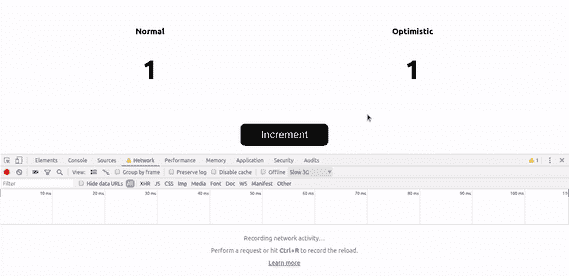 Normal Optimistic
1 1
Increment
Elements Console Sources Network Performance Memory Application Security Audits 1
View: Group by frame Preserve log Disable cache Offline Slow 3G
Filter Hide data URLs All XHR JS CSS Img Media Font Doc WS Manifest Other
10 ms 20 ms 30 ms 40 ms 50 ms 60 ms 70 ms 80 ms 90 ms 100 ms
Recording network activity…
Perform a request or hit Ctrl+R to record the reload.
Learn more